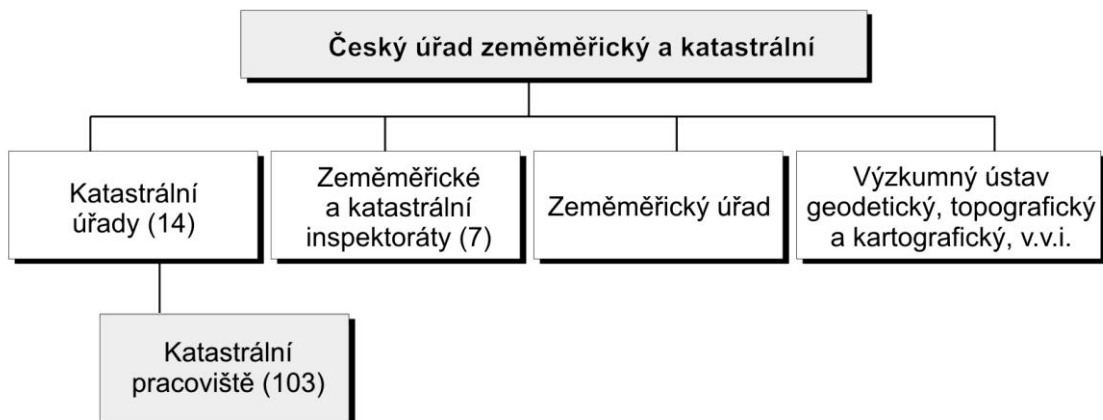 Český úřad zeměměřický a katastrální
Katastrální
úřady (14)
Zeměměřické
a katastrální
inspektoráty (7)
Zeměměřický úřad
Výzkumný ústav
geodetický, topografický
a kartografický, v.v.i.
Katastrální
pracoviště (103)